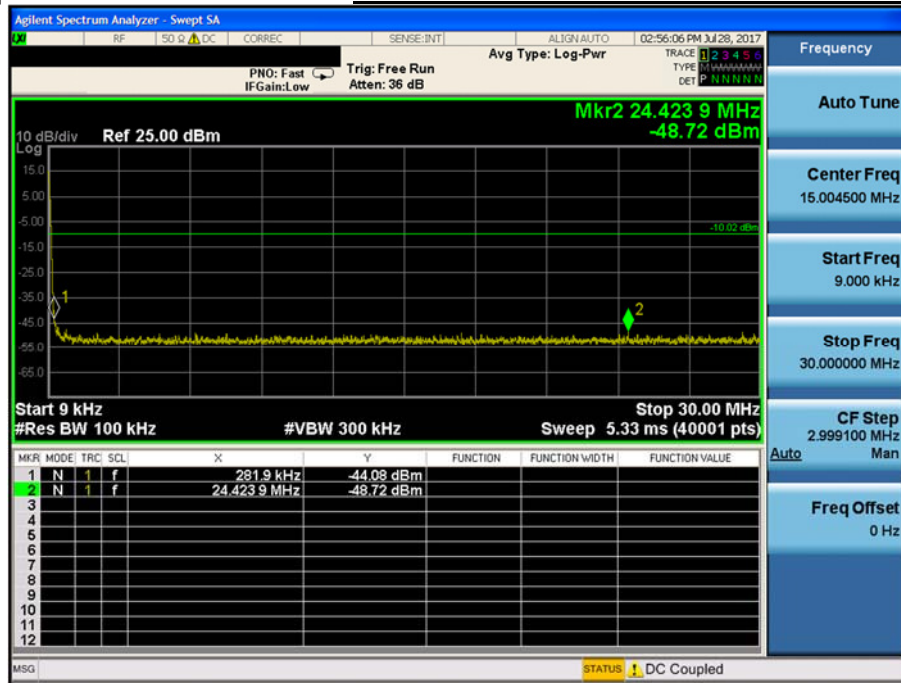 Agilent Spectrum Analyzer - Swept SA
LXI RF 50 Ω DC CORREC SENSE:INT ALIGN AUTO 02:56:06 PM Jul 28, 2017
PNO: Fast
IFGain:Low
Trig: Free Run
Atten: 36 dB
Avg Type: Log-Pwr
TRACE 1 2 3 4 5 6
TYPE M WWWWW
DET P N N N N N
Mkr2 24.423 9 MHz
-48.72 dBm
10 dB/div Ref 25.00 dBm
Log
15.0
5.00
-5.00
-10.02 dBm
-15.0
-25.0
-35.0
1
2
-45.0
-55.0
-65.0
Start 9 kHz Stop 30.00 MHz
#Res BW 100 kHz #VBW 300 kHz Sweep 5.33 ms (40001 pts)
MKR MODE TRC SCL X Y FUNCTION FUNCTION WIDTH FUNCTION VALUE
1 N 1 f 281.9 kHz -44.08 dBm
2 N 1 f 24.423 9 MHz -48.72 dBm
3
4
5
6
7
8
9
10
11
12
MSG STATUS DC Coupled
Frequency
Auto Tune
Center Freq
15.004500 MHz
Start Freq
9.000 kHz
Stop Freq
30.000000 MHz
CF Step
2.999100 MHz
Auto Man
Freq Offset
0 Hz